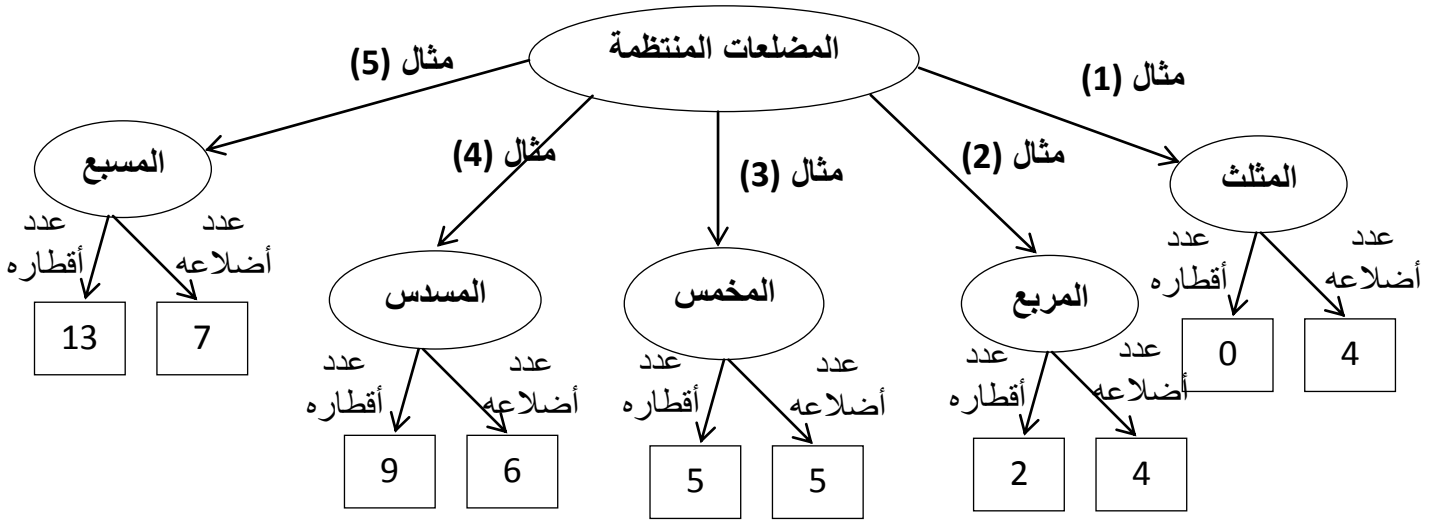 المضلعات المنتظمة
مثال (1)
مثال (2)
مثال (3)
مثال (4)
مثال (5)
المثلث
عدد
أضلاعه
4
عدد
أقطاره
0
المربع
عدد
أضلاعه
4
عدد
أقطاره
2
المخمس
عدد
أضلاعه
5
عدد
أقطاره
5
المسدس
عدد
أضلاعه
6
عدد
أقطاره
9
المسبع
عدد
أضلاعه
7
عدد
أقطاره
13